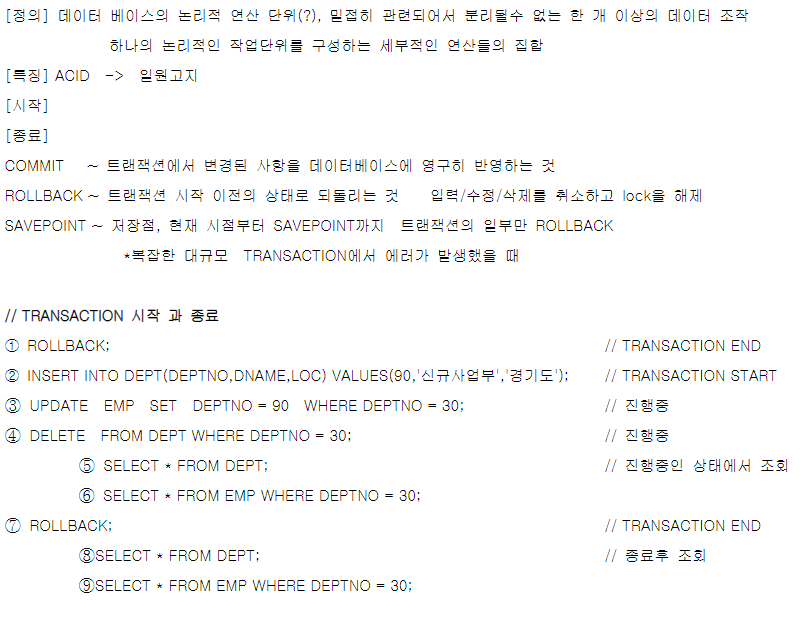 [정의] 데이터 베이스의 논리적 연산 단위(?), 밀접히 관련되어서 분리될수 없는 한 개 이상의 데이터 조작
하나의 논리적인 작업단위를 구성하는 세부적인 연산들의 집합
[특징] ACID -> 일원고지
[시작]
[종료]
COMMIT ~ 트랜잭션에서 변경된 사항을 데이터베이스에 영구히 반영하는 것
ROLLBACK ~ 트랜잭션 시작 이전의 상태로 되돌리는 것 입력/수정/삭제를 취소하고 lock을 해제
SAVEPOINT ~ 저장점, 현재 시점부터 SAVEPOINT까지 트랜잭션의 일부만 ROLLBACK
*복잡한 대규모 TRANSACTION에서 에러가 발생했을 때
// TRANSACTION 시작 과 종료
① ROLLBACK; // TRANSACTION END
② INSERT INTO DEPT(DEPTNO,DNAME,LOC) VALUES(90,'신규사업부','경기도'); // TRANSACTION START
③ UPDATE EMP SET DEPTNO = 90 WHERE DEPTNO = 30; // 진행중
④ DELETE FROM DEPT WHERE DEPTNO = 30; // 진행중
⑤ SELECT * FROM DEPT; // 진행중인 상태에서 조회
⑥ SELECT * FROM EMP WHERE DEPTNO = 30;
⑦ ROLLBACK; // TRANSACTION END
⑧SELECT * FROM DEPT; // 종료후 조회
⑨SELECT * FROM EMP WHERE DEPTNO = 30;